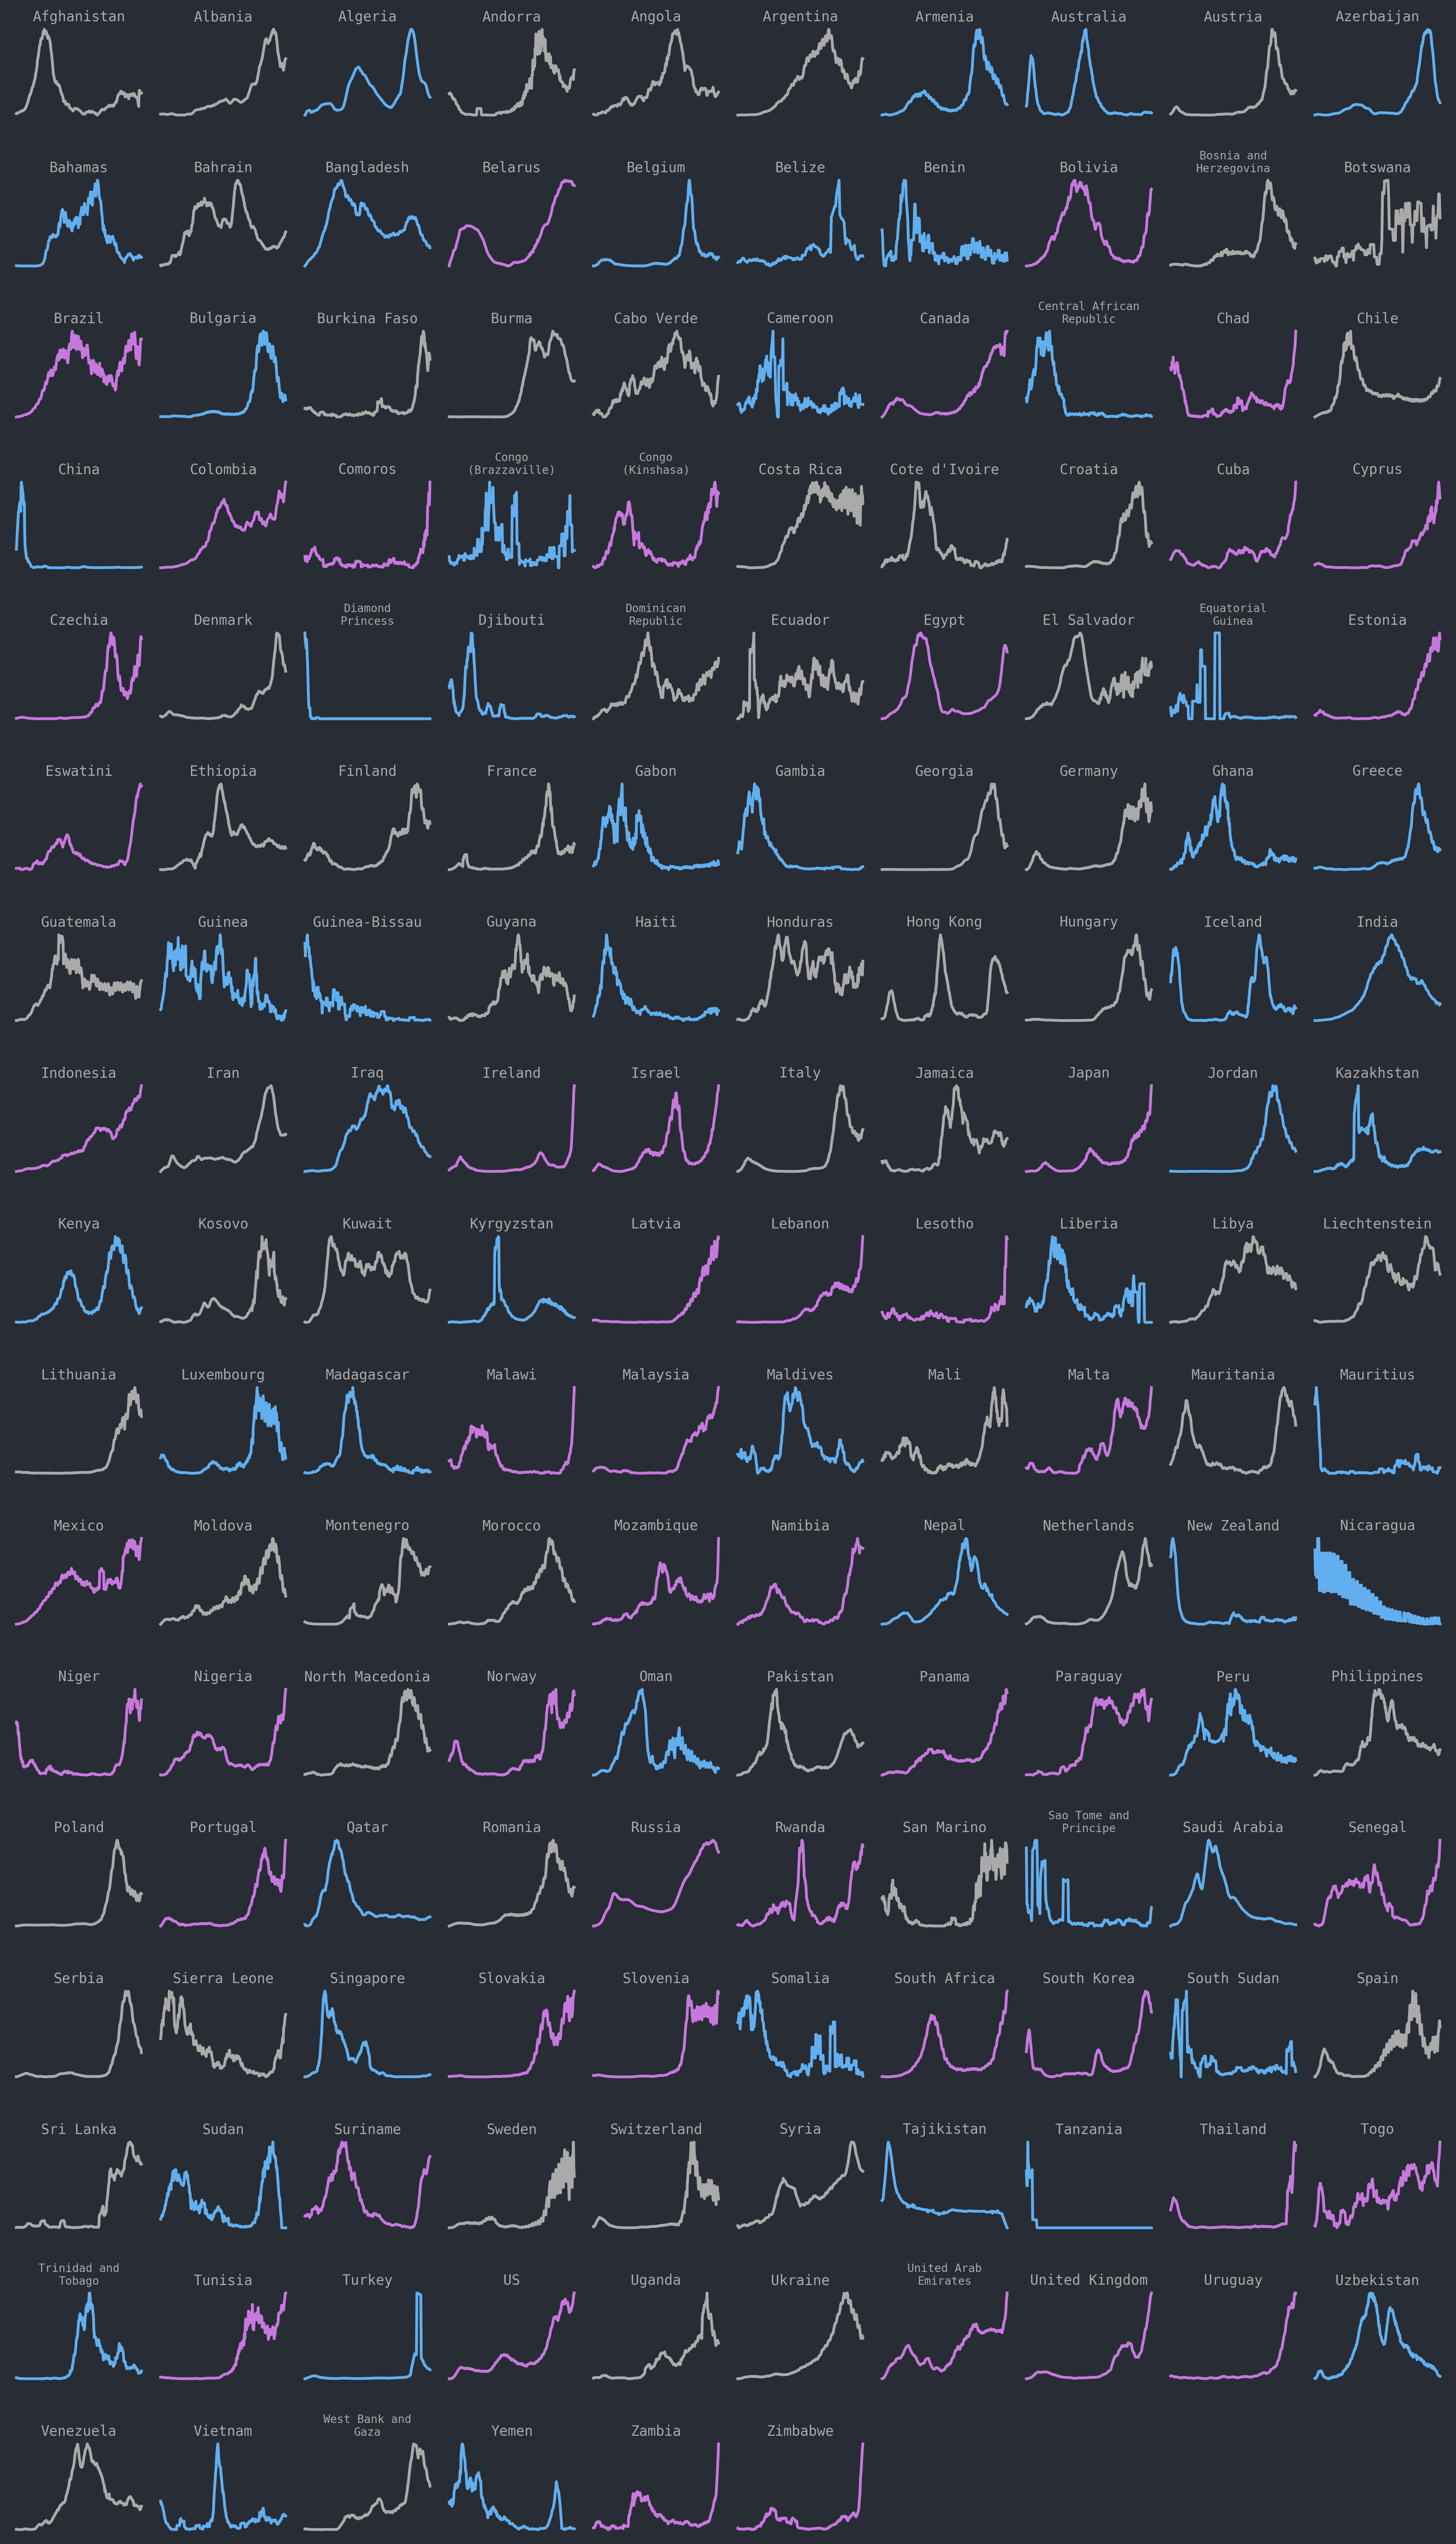 Afghanistan
Albania
Algeria
Andorra
Angola
Argentina
Armenia
Australia
Austria
Azerbaijan
Bahamas
Bahrain
Bangladesh
Belarus
Belgium
Belize
Benin
Bolivia
Bosnia and
Herzegovina
Botswana
Brazil
Bulgaria
Burkina Faso
Burma
Cabo Verde
Cameroon
Canada
Central African
Republic
Chad
Chile
China
Colombia
Comoros
Congo
(Brazzaville)
Congo
(Kinshasa)
Costa Rica
Cote d'Ivoire
Croatia
Cuba
Cyprus
Czechia
Denmark
Diamond
Princess
Djibouti
Dominican
Republic
Ecuador
Egypt
El Salvador
Equatorial
Guinea
Estonia
Eswatini
Ethiopia
Finland
France
Gabon
Gambia
Georgia
Germany
Ghana
Greece
Guatemala
Guinea
Guinea-Bissau
Guyana
Haiti
Honduras
Hong Kong
Hungary
Iceland
India
Indonesia
Iran
Iraq
Ireland
Israel
Italy
Jamaica
Japan
Jordan
Kazakhstan
Kenya
Kosovo
Kuwait
Kyrgyzstan
Latvia
Lebanon
Lesotho
Liberia
Libya
Liechtenstein
Lithuania
Luxembourg
Madagascar
Malawi
Malaysia
Maldives
Mali
Malta
Mauritania
Mauritius
Mexico
Moldova
Montenegro
Morocco
Mozambique
Namibia
Nepal
Netherlands
New Zealand
Nicaragua
Niger
Nigeria
North Macedonia
Norway
Oman
Pakistan
Panama
Paraguay
Peru
Philippines
Poland
Portugal
Qatar
Romania
Russia
Rwanda
San Marino
Sao Tome and
Principe
Saudi Arabia
Senegal
Serbia
Sierra Leone
Singapore
Slovakia
Slovenia
Somalia
South Africa
South Korea
South Sudan
Spain
Sri Lanka
Sudan
Suriname
Sweden
Switzerland
Syria
Tajikistan
Tanzania
Thailand
Togo
Trinidad and
Tobago
Tunisia
Turkey
US
Uganda
Ukraine
United Arab
Emirates
United Kingdom
Uruguay
Uzbekistan
Venezuela
Vietnam
West Bank and
Gaza
Yemen
Zambia
Zimbabwe